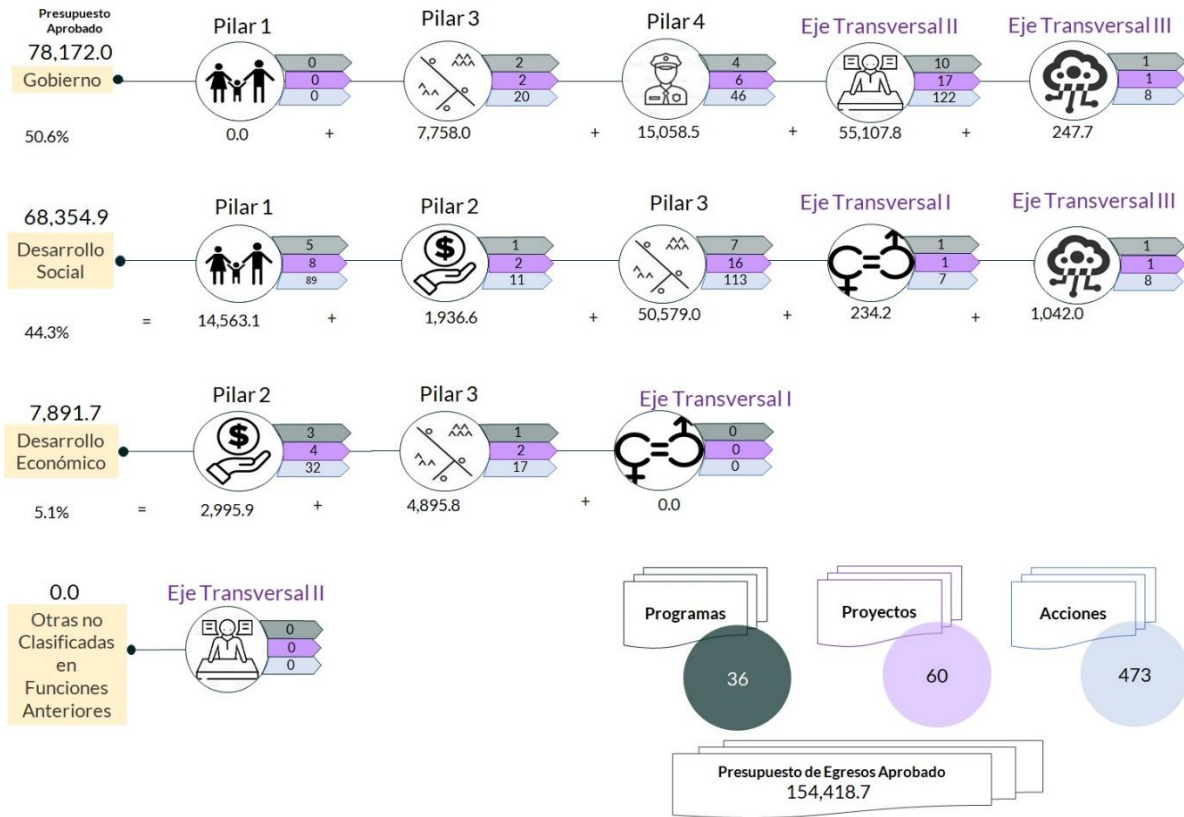 Presupuesto
Aprobado
78,172.0
Gobierno
50.6%
Pilar 1
0
0
0
0.0
+
Pilar 3
2
2
20
7,758.0
+
Pilar 4
4
6
46
15,058.5
+
Eje Transversal II
10
17
122
55,107.8
+
Eje Transversal III
1
1
8
247.7
68,354.9
Desarrollo
Social
44.3%
=
Pilar 1
5
8
89
14,563.1
+
Pilar 2
$
1
2
11
1,936.6
+
Pilar 3
7
16
113
50,579.0
+
Eje Transversal I
1
1
7
234.2
+
Eje Transversal III
1
1
8
1,042.0
7,891.7
Desarrollo
Económico
5.1%
=
Pilar 2
$
3
4
32
2,995.9
+
Pilar 3
1
2
17
4,895.8
+
Eje Transversal I
0
0
0
0.0
0.0
Otras no
Clasificadas
en
Funciones
Anteriores
Eje Transversal II
0
0
0
Programas
36
Proyectos
60
Acciones
473
Presupuesto de Egresos Aprobado
154,418.7